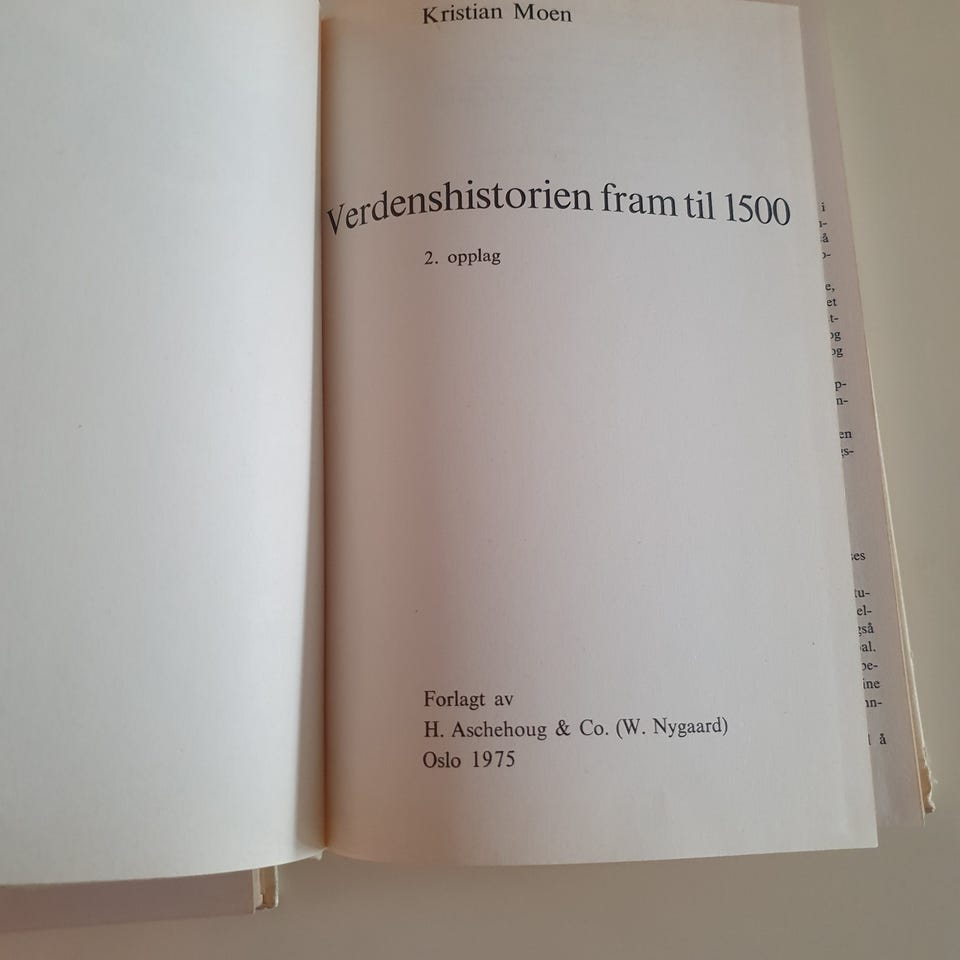 Kristian Moen
Verdenshistorien fram til 1500
2. opplag
Forlagt av
H. Aschehoug & Co. (W. Nygaard)
Oslo 1975